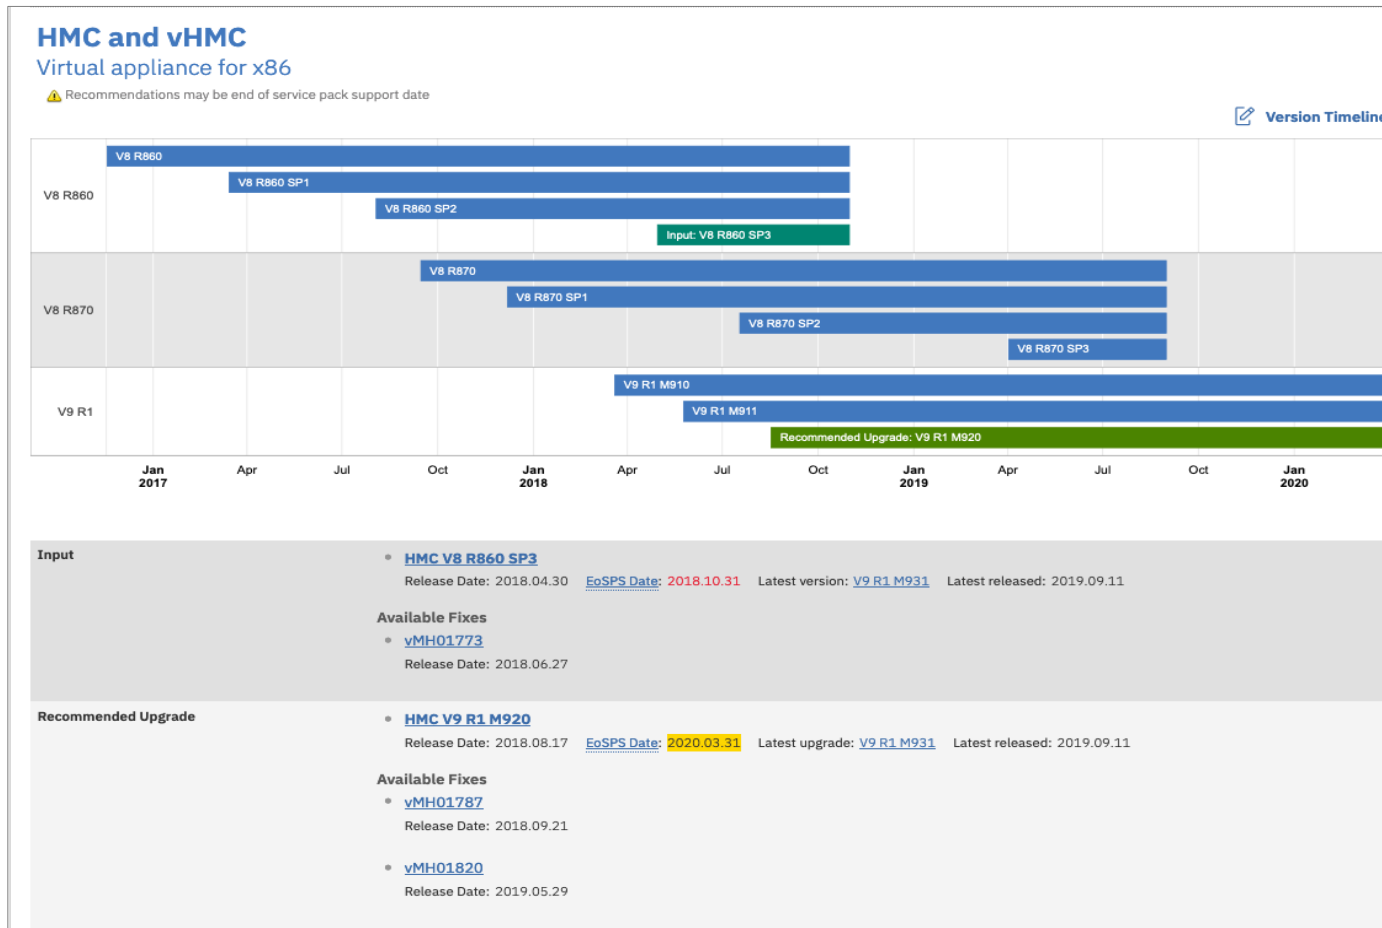 HMC and vHMC
Virtual appliance for x86
Recommendations may be end of service pack support date
Version Timeline
V8 R860
V8 R860
V8 R860 SP1
V8 R860 SP2
Input: V8 R860 SP3
V8 R870
V8 R870
V8 R870 SP1
V8 R870 SP2
V8 R870 SP3
V9 R1
V9 R1 M910
V9 R1 M911
Recommended Upgrade: V9 R1 M920
Jan Apr Jul Oct Jan Apr Jul Oct Jan Apr Jul Oct Jan
2017 2018 2019 2020
Input
HMC V8 R860 SP3
Release Date: 2018.04.30 EoSPS Date: 2018.10.31 Latest version: V9 R1 M931 Latest released: 2019.09.11
Available Fixes
vMH01773
Release Date: 2018.06.27
Recommended Upgrade
HMC V9 R1 M920
Release Date: 2018.08.17 EoSPS Date: 2020.03.31 Latest upgrade: V9 R1 M931 Latest released: 2019.09.11
Available Fixes
vMH01787
Release Date: 2018.09.21
vMH01820
Release Date: 2019.05.29